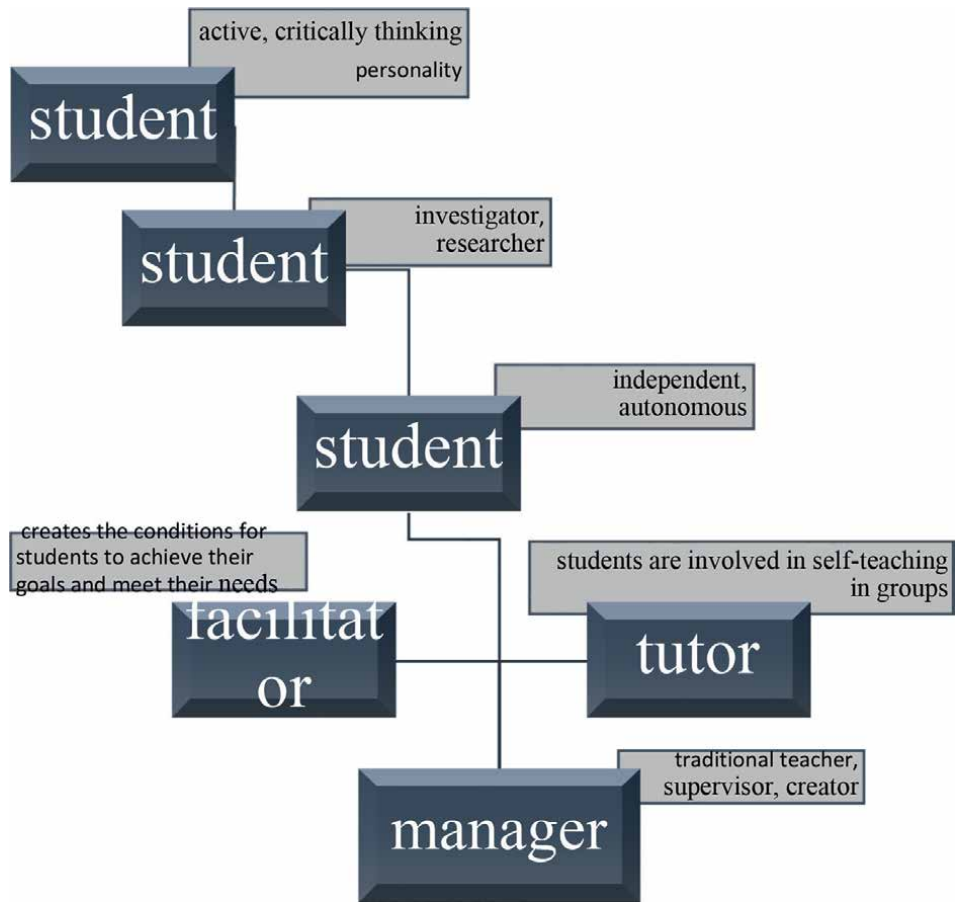 active, critically thinking
personality
student
investigator,
researcher
student
independent,
autonomous
student
creates the conditions for
students to achieve their
goals and meet their needs
facilitat
or
students are involved in self-teaching
in groups
tutor
traditional teacher,
supervisor, creator
manager